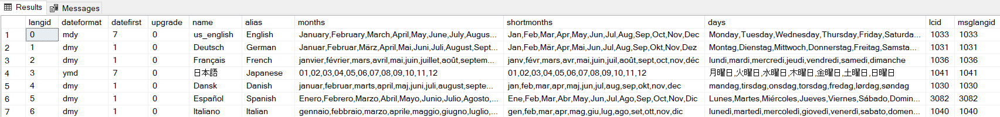 Results Messages
langid dateformat datefirst upgrade name alias months shortmonths days lcid msglangid
1 0 mdy 7 0 us_english English January,February,March,April,May,June,July,Augus... Jan,Feb,Mar,Apr,May,Jun,Jul,Aug,Sep,Oct,Nov,Dec Monday,Tuesday,Wednesday,Thursday,Friday,Saturda... 1033 1033
2 1 dmy 1 0 Deutsch German Januar,Februar,März,April,Mai,Juni,Juli,August,Sept... Jan,Feb,Mär,Apr,Mai,Jun,Jul,Aug,Sep,Okt,Nov,Dez Montag,Dienstag,Mittwoch,Donnerstag,Freitag,Samsta... 1031 1031
3 2 dmy 1 0 Français French janvier,février,mars,avril,mai,juin,juillet,août,septem... janv,févr,mars,avr,mai,juin,juil,août,sept,oct,nov,déc lundi,mardi,mercredi,jeudi,vendredi,samedi,dimanche 1036 1036
4 3 ymd 7 0 日本語 Japanese 01,02,03,04,05,06,07,08,09,10,11,12 01,02,03,04,05,06,07,08,09,10,11,12 月曜日,火曜日,水曜日,木曜日,金曜日,土曜日,日曜日 1041 1041
5 4 dmy 1 0 Dansk Danish januar,februar,marts,april,maj,juni,juli,august,septe... jan,feb,mar,apr,maj,jun,jul,aug,sep,okt,nov,dec mandag,tirsdag,onsdag,torsdag,fredag,lørdag,søndag 1030 1030
6 5 dmy 1 0 Español Spanish Enero,Febrero,Marzo,Abril,Mayo,Junio,Julio,Agosto,... Ene,Feb,Mar,Abr,May,Jun,Jul,Ago,Sep,Oct,Nov,Dic Lunes,Martes,Miércoles,Jueves,Viernes,Sábado,Domin... 3082 3082
7 6 dmy 1 0 Italiano Italian gennaio,febbraio,marzo,aprile,maggio,giugno,luglio,... gen,feb,mar,apr,mag,giu,lug,ago,set,ott,nov,dic lunedì,martedì,mercoledì,giovedì,venerdì,sabato,domen... 1040 1040